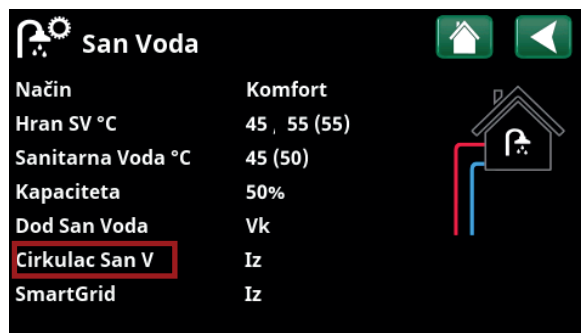 San Voda
Način Komfort
Hran SV °C 45 , 55 (55)
Sanitarna Voda °C 45 (50)
Kapaciteta 50%
Dod San Voda Vk
Cirkulac San V Iz
SmartGrid Iz